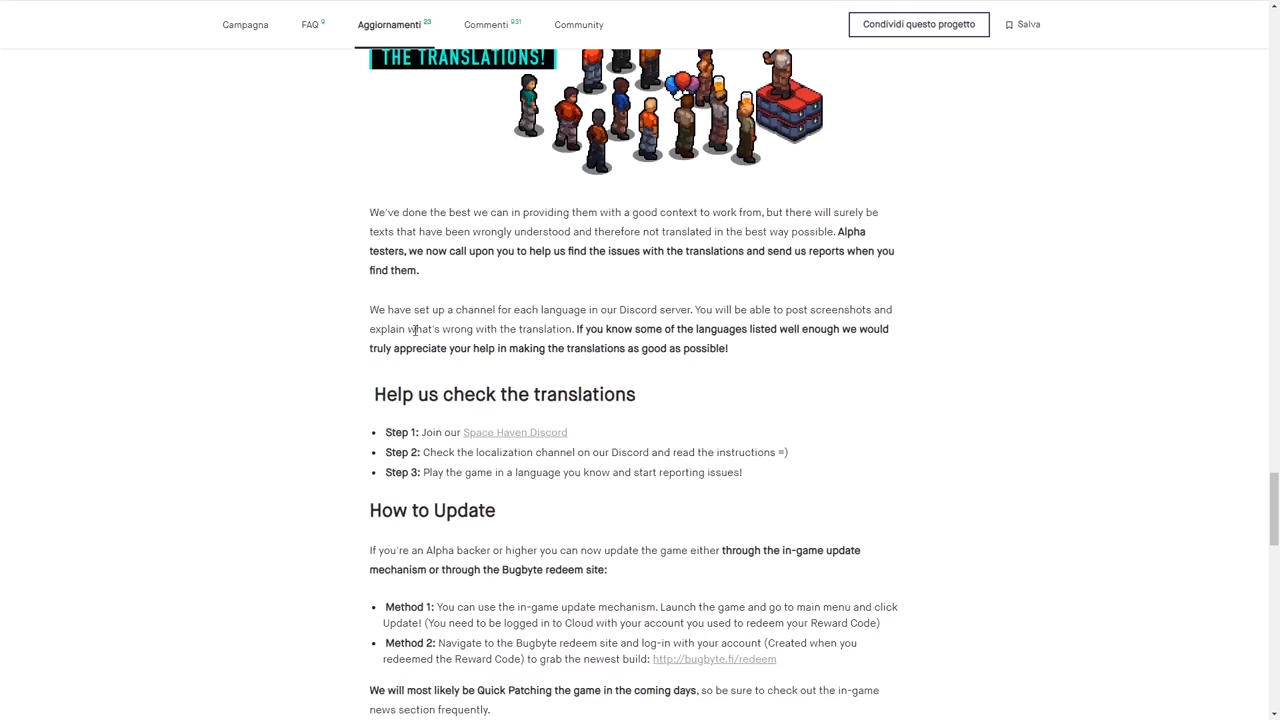 Campagna FAQ 9 Aggiornamenti 23 Commenti 931 Community Condividi questo progetto Salva
THE TRANSLATIONS!
We've done the best we can in providing them with a good context to work from, but there will surely be
texts that have been wrongly understood and therefore not translated in the best way possible. Alpha
testers, we now call upon you to help us find the issues with the translations and send us reports when you
find them.
We have set up a channel for each language in our Discord server. You will be able to post screenshots and
explain what's wrong with the translation. If you know some of the languages listed well enough we would
truly appreciate your help in making the translations as good as possible!
Help us check the translations
• Step 1: Join our Space Haven Discord
• Step 2: Check the localization channel on our Discord and read the instructions =)
• Step 3: Play the game in a language you know and start reporting issues!
How to Update
If you're an Alpha backer or higher you can now update the game either through the in-game update
mechanism or through the Bugbyte redeem site:
• Method 1: You can use the in-game update mechanism. Launch the game and go to main menu and click
Update! (You need to be logged in to Cloud with your account you used to redeem your Reward Code)
• Method 2: Navigate to the Bugbyte redeem site and log-in with your account (Created when you
redeemed the Reward Code) to grab the newest build: http://bugbyte.fi/redeem
We will most likely be Quick Patching the game in the coming days, so be sure to check out the in-game
news section frequently.